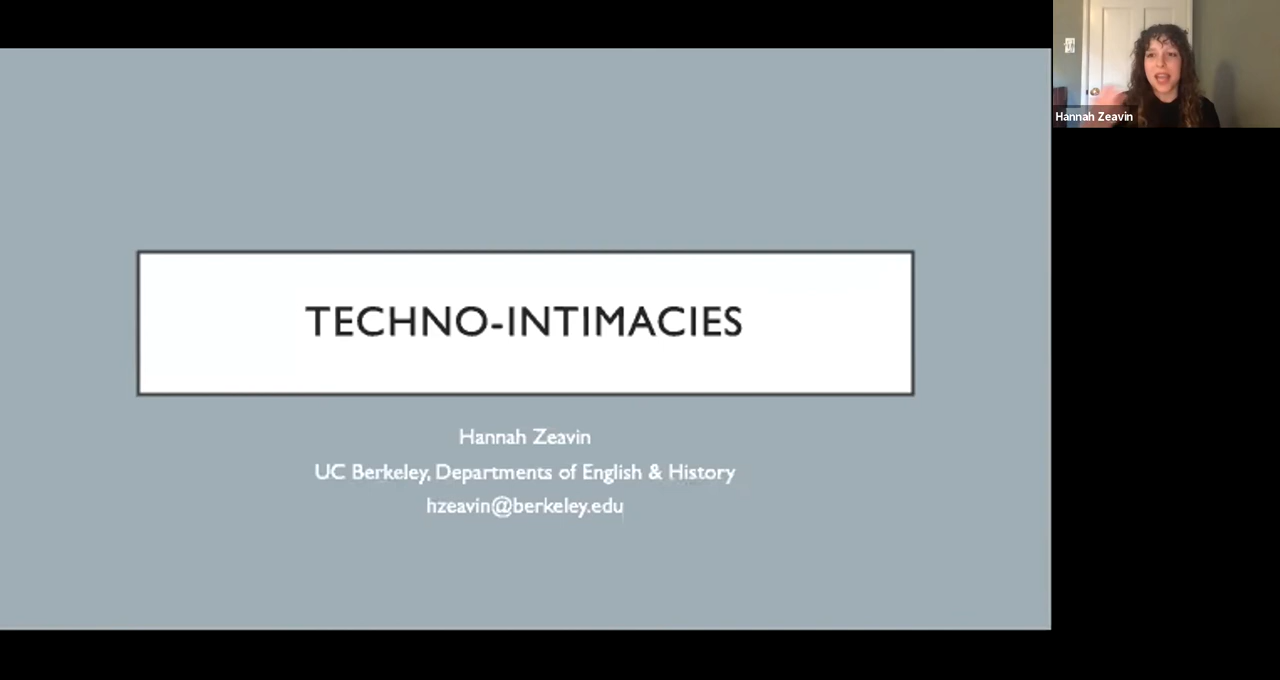 TECHNO-INTIMACIES
Hannah Zeavin
UC Berkeley, Departments of English & History
hzeavin@berkeley.edu
Hannah Zeavin